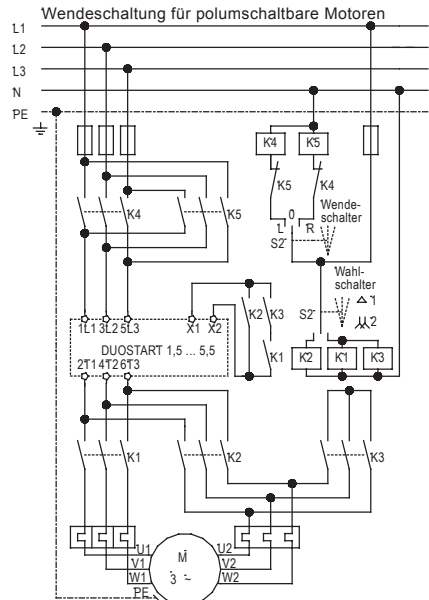 Wendeschaltung für polumschaltbare Motoren
L1
L2
L3
N
PE
K4 K5
K5 K4
Wende-
schalter
L 0 R
S2
K4 K5
Wahl-
schalter
S2 1
2
K2 K3
K1
K2 K1 K3
1L1 3L2 5L3 X1 X2
DUOSTART 1,5 ... 5,5
2T1 4T2 6T3
K1 K2 K3
U1 U2
V1 V2
W1 W2
M
3 ~
PE